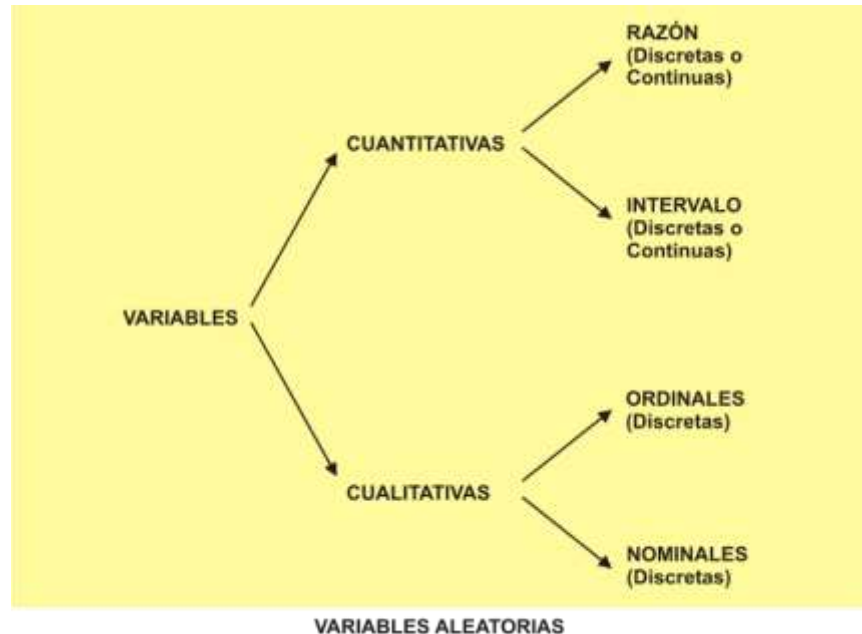 RAZÓN
(Discretas o
Continuas)
CUANTITATIVAS
INTERVALO
(Discretas o
Continuas)
VARIABLES
ORDINALES
(Discretas)
CUALITATIVAS
NOMINALES
(Discretas)
VARIABLES ALEATORIAS